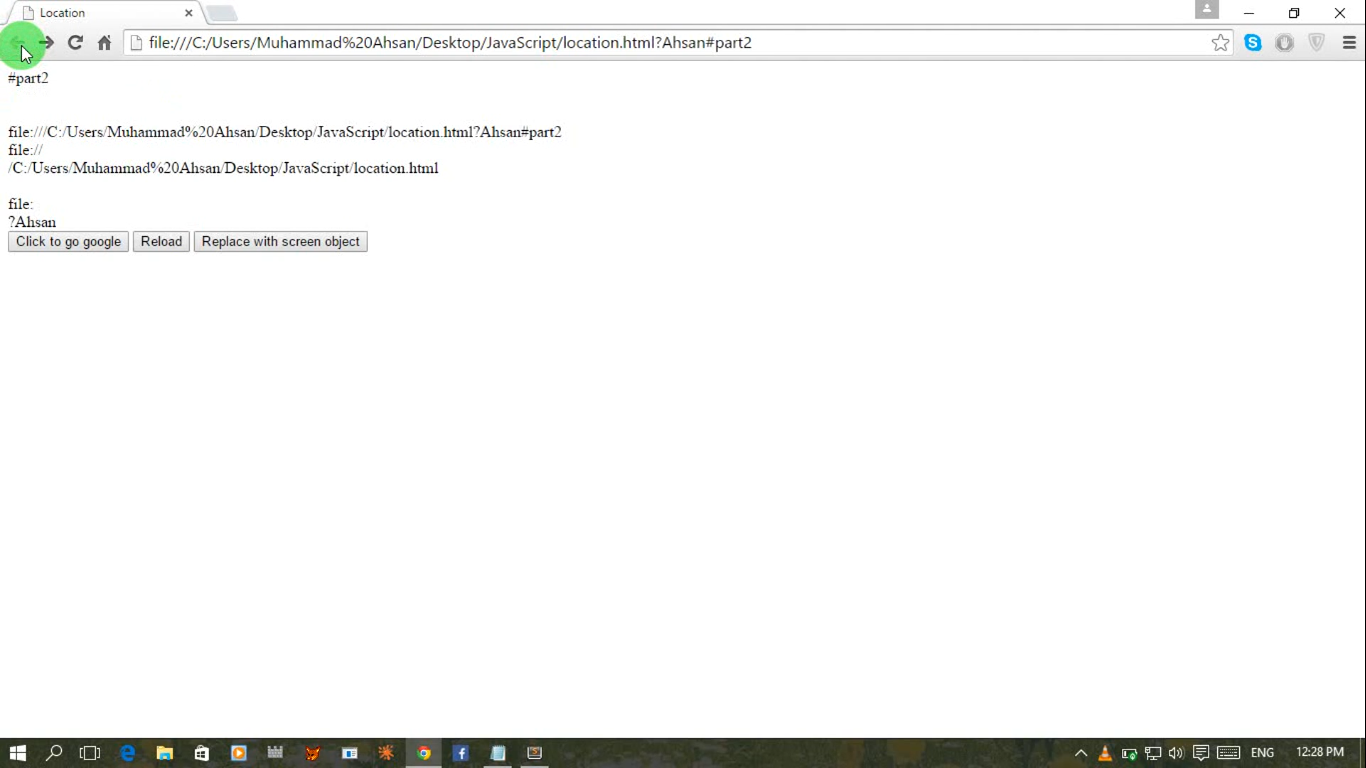 Location
file:///C:/Users/Muhammad%20Ahsan/Desktop/JavaScript/location.html?Ahsan#part2
#part2
file:///C:/Users/Muhammad%20Ahsan/Desktop/JavaScript/location.html?Ahsan#part2
file://
/C:/Users/Muhammad%20Ahsan/Desktop/JavaScript/location.html
file:
?Ahsan
Click to go google Reload Replace with screen object
ENG 12:28 PM